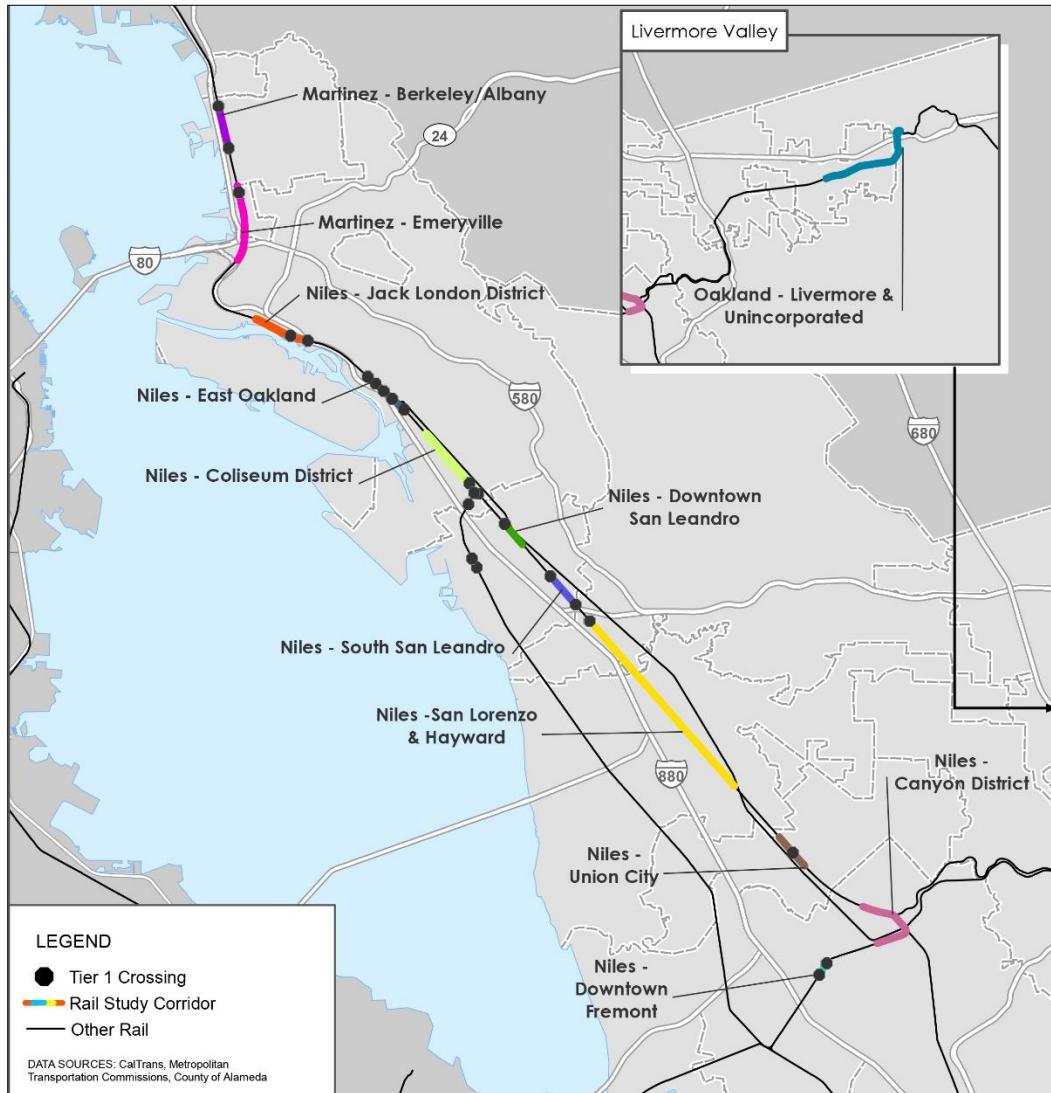 Livermore Valley
Martinez - Berkeley/Albany
24
Martinez - Emeryville
80
Niles - Jack London District
Oakland - Livermore &
Unincorporated
Niles - East Oakland
580
680
Niles - Coliseum District
Niles - Downtown
San Leandro
Niles - South San Leandro
Niles -San Lorenzo
& Hayward
880
Niles -
Canyon District
Niles -
Union City
Niles -
Downtown
Fremont
LEGEND
Tier 1 Crossing
Rail Study Corridor
Other Rail
DATA SOURCES: CalTrans, Metropolitan
Transportation Commissions, County of Alameda